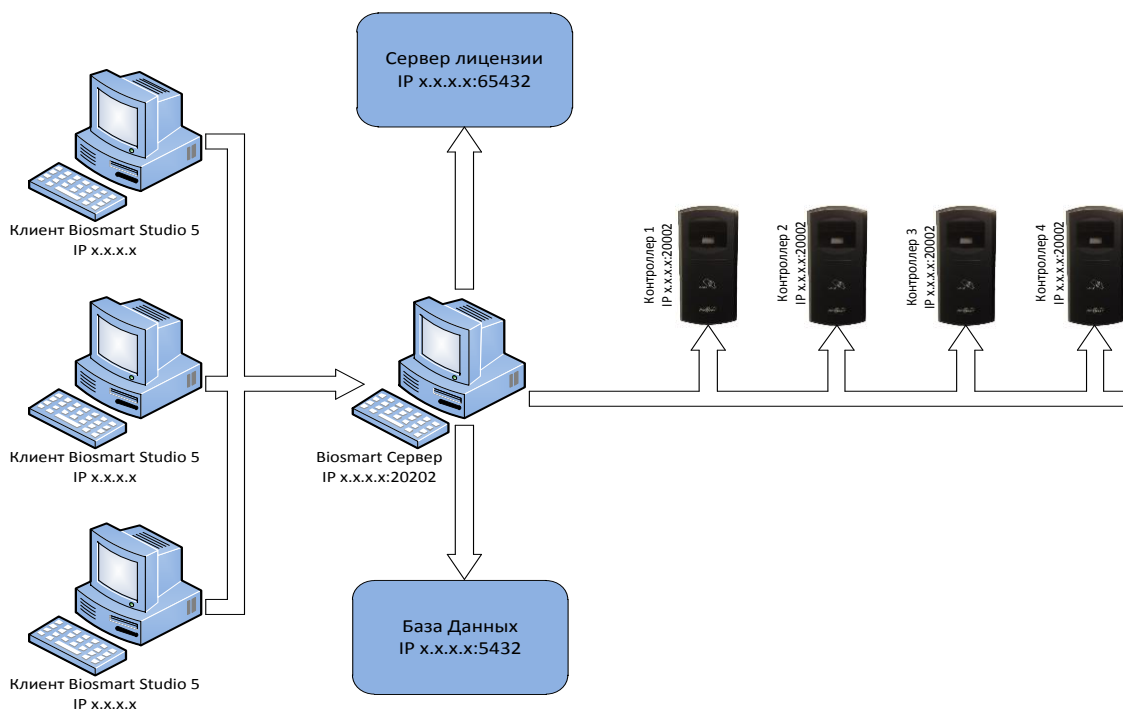 Сервер лицензии
IP x.x.x.x:65432
Клиент Biosmart Studio 5
IP x.x.x.x
Контроллер 1
IP x.x.x.x:20002
Контроллер 2
IP x.x.x.x:20002
Контроллер 3
IP x.x.x.x:20002
Контроллер 4
IP x.x.x.x:20002
Клиент Biosmart Studio 5
IP x.x.x.x
Biosmart Сервер
IP x.x.x.x:20202
База Данных
IP x.x.x.x:5432
Клиент Biosmart Studio 5
IP x.x.x.x